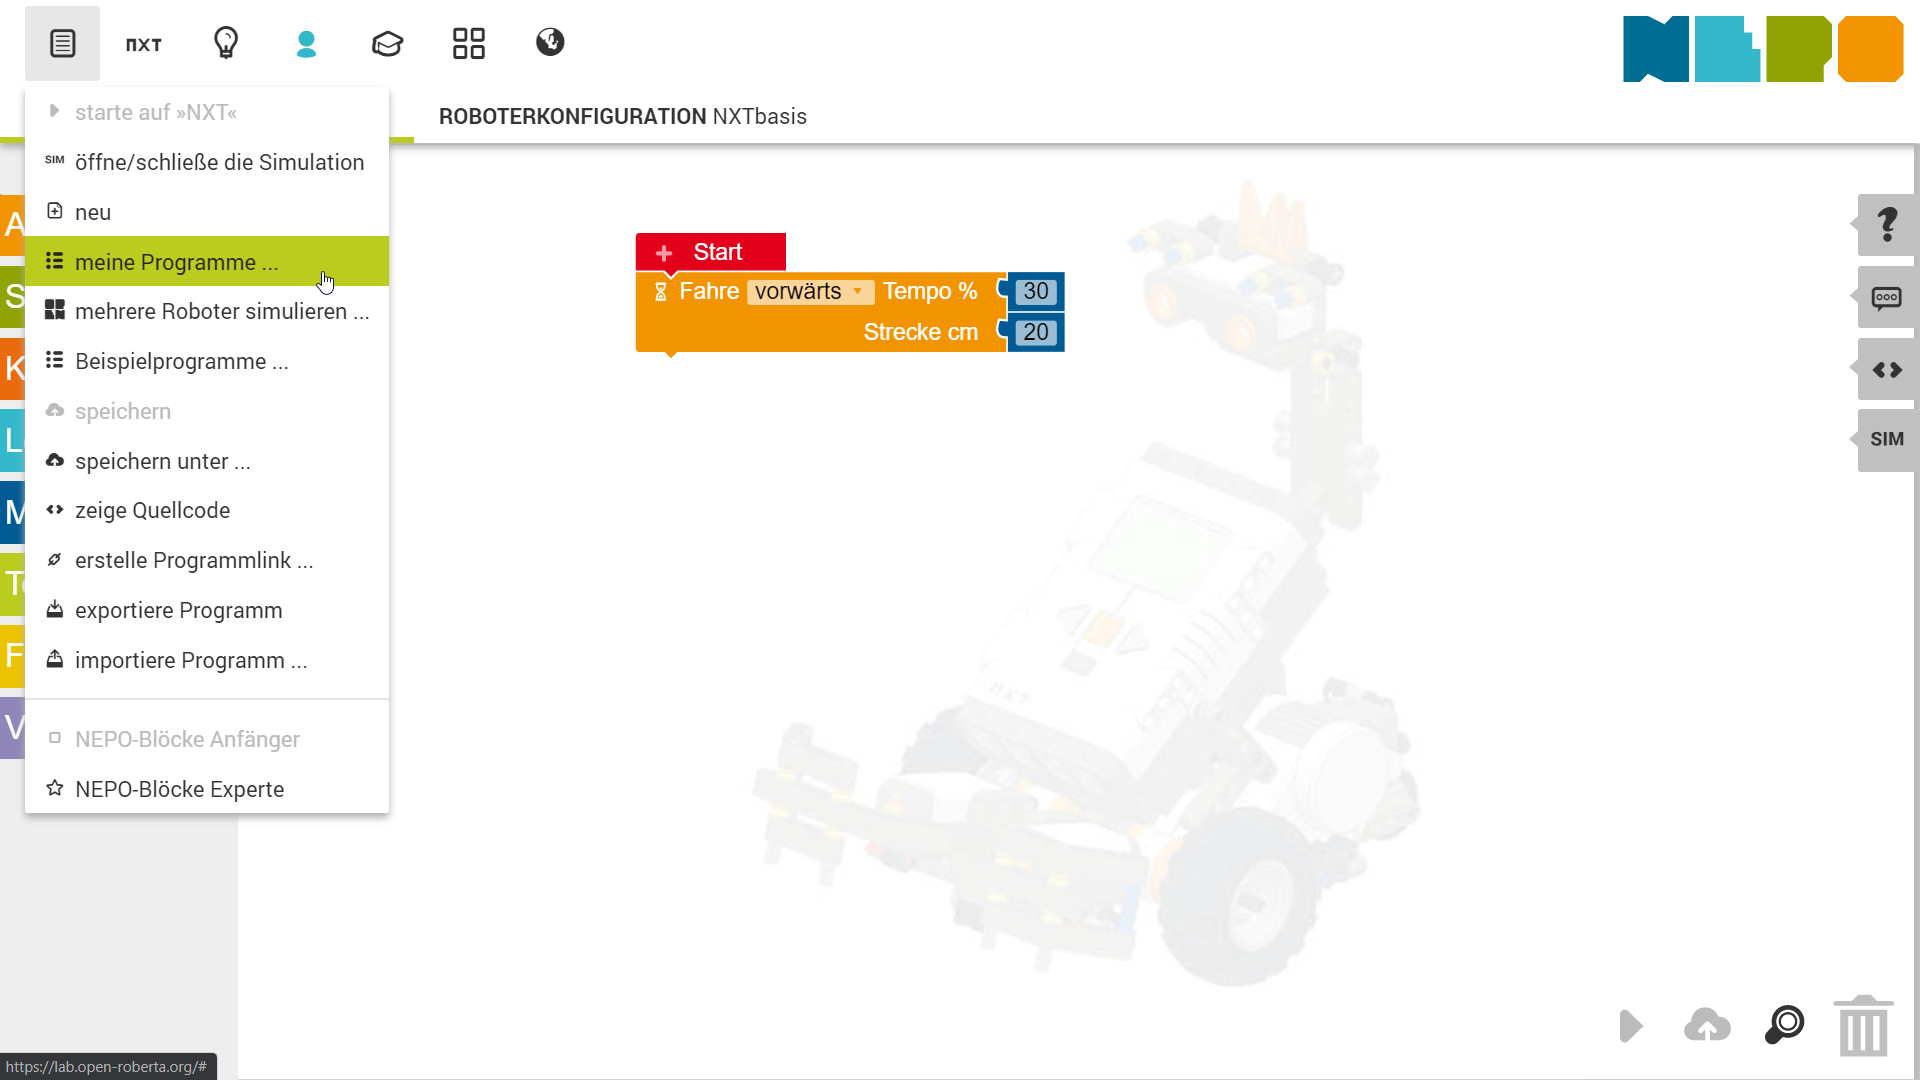 nXT
NEPO
starte auf »NXT«
ROBOTERKONFIGURATION NXTbasis
SIM öffne/schließe die Simulation
neu
meine Programme ...
mehrere Roboter simulieren ...
Beispielprogramme ...
speichern
speichern unter ...
zeige Quellcode
erstelle Programmlink ...
exportiere Programm
importiere Programm ...
NEPO-Blöcke Anfänger
NEPO-Blöcke Experte
A
S
K
L
M
T
F
V
Start
Fahre vorwärts Tempo % 30
Strecke cm 20
nxt
?
SIM
https://lab.open-roberta.org/#